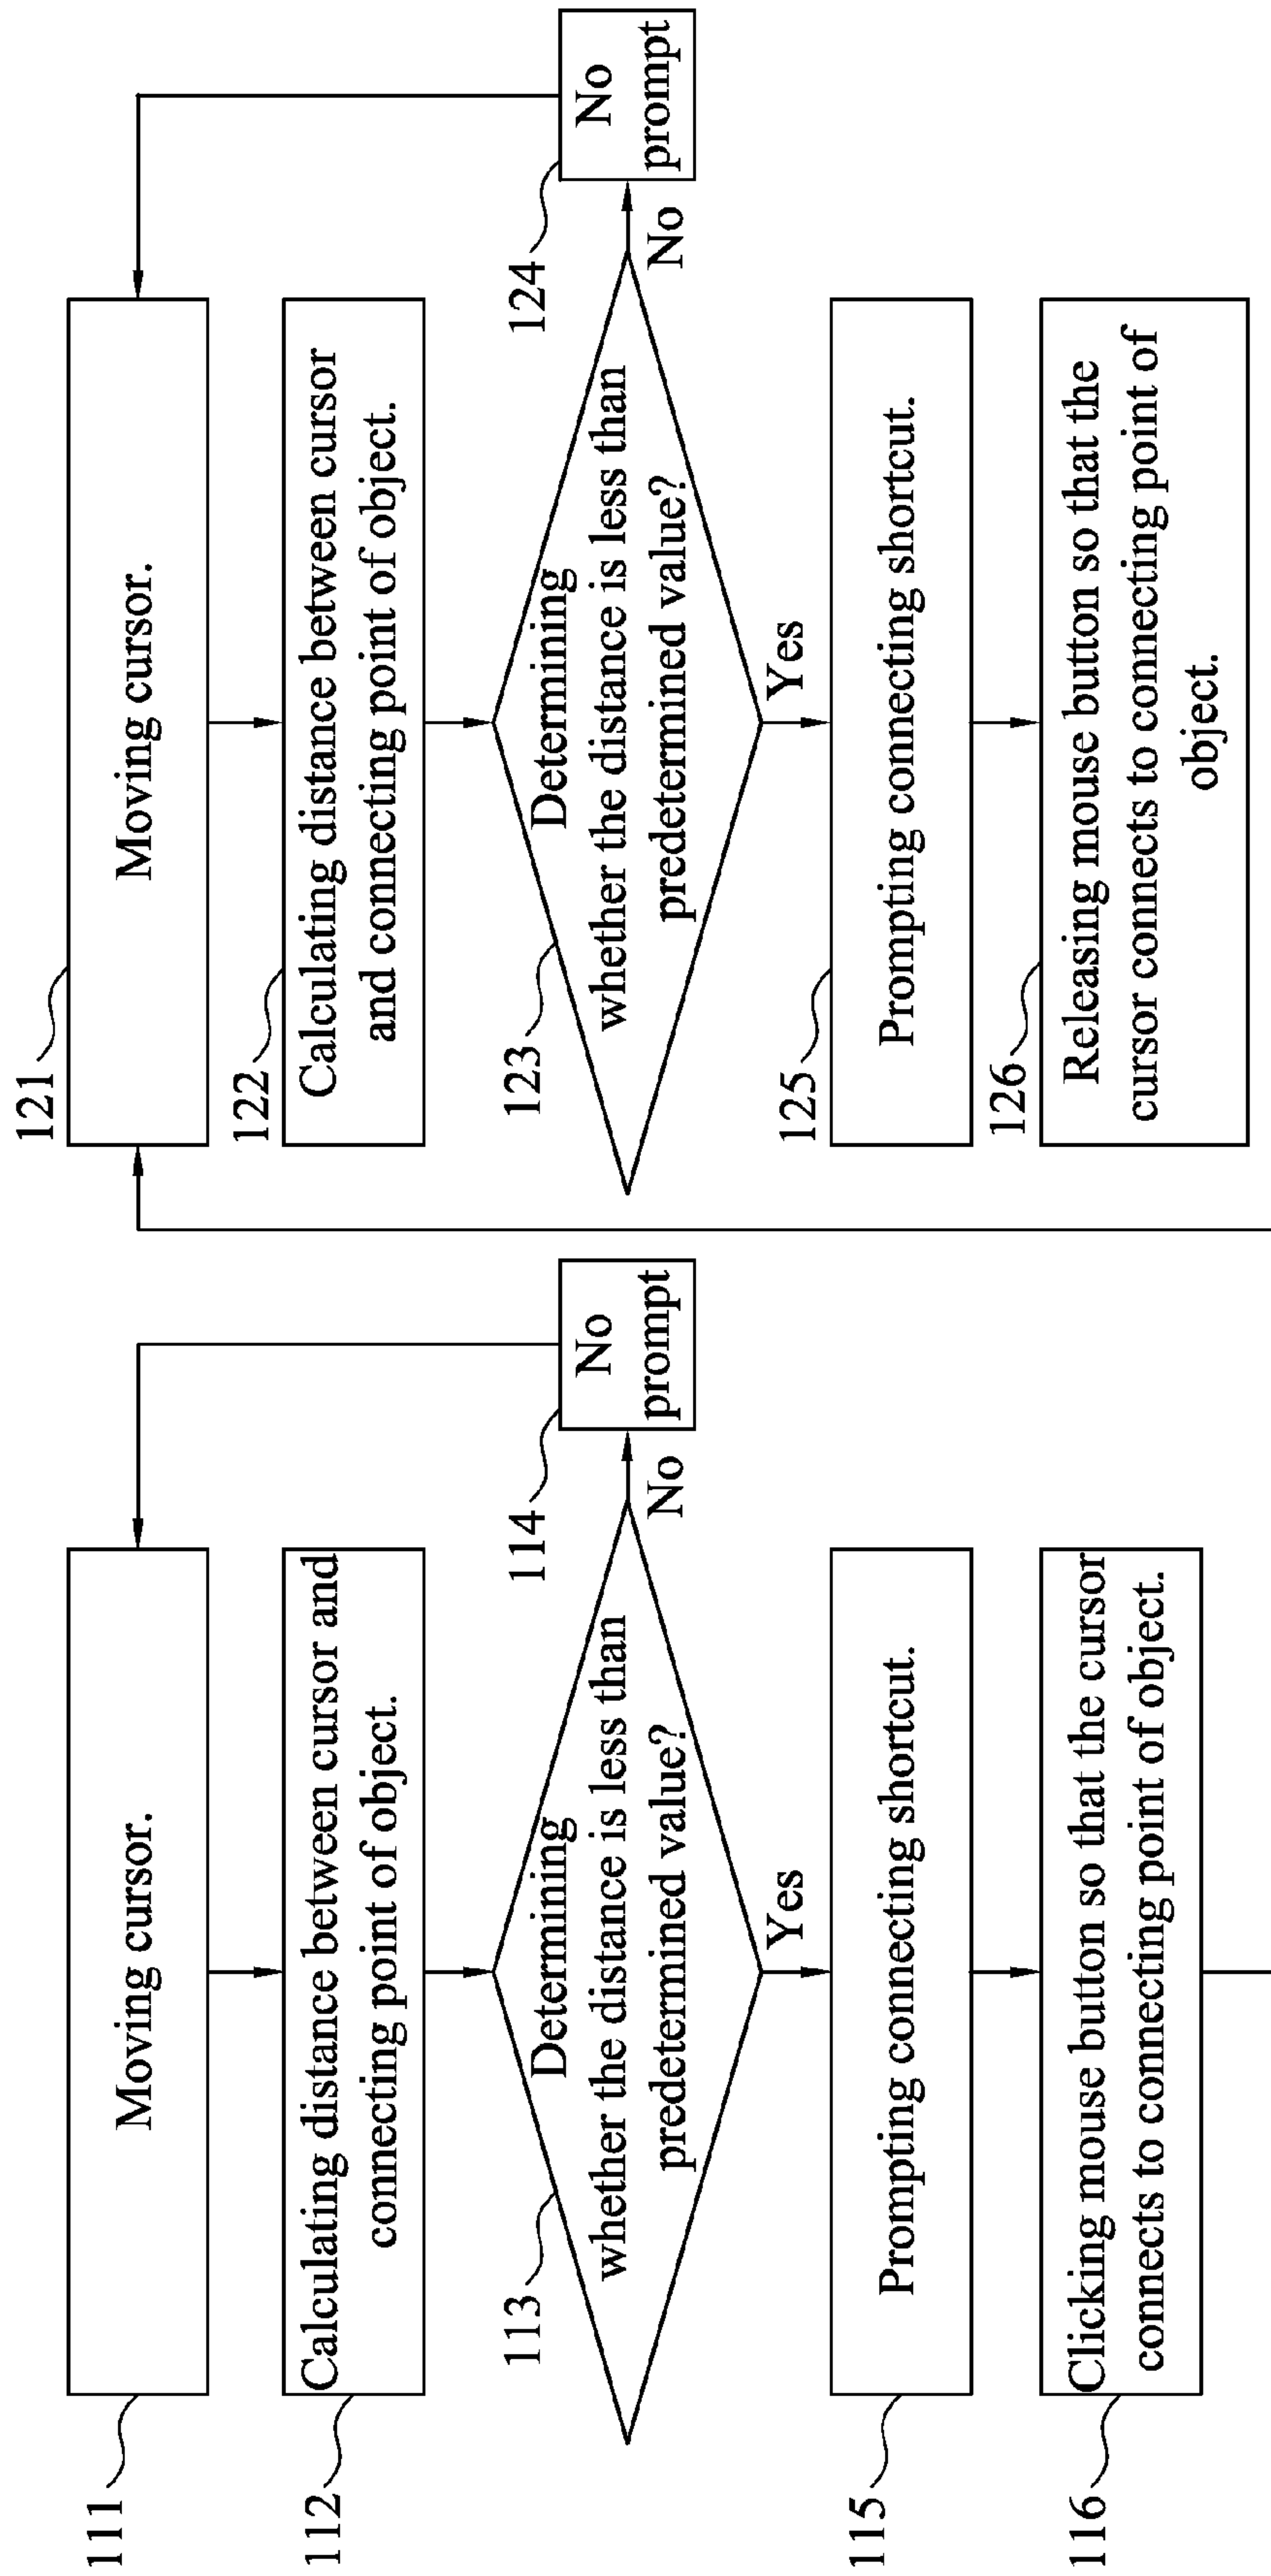 111
Moving cursor.
112
Calculating distance between cursor and
connecting point of object.
113
Determining
whether the distance is less than
predetermined value?
No
114
No
prompt
Yes
115
Prompting connecting shortcut.
116
Clicking mouse button so that the cursor
connects to connecting point of object.
121
Moving cursor.
122
Calculating distance between cursor
and connecting point of object.
123
Determining
whether the distance is less than
predetermined value?
No
124
No
prompt
Yes
125
Prompting connecting shortcut.
126
Releasing mouse button so that the
cursor connects to connecting point of
object.